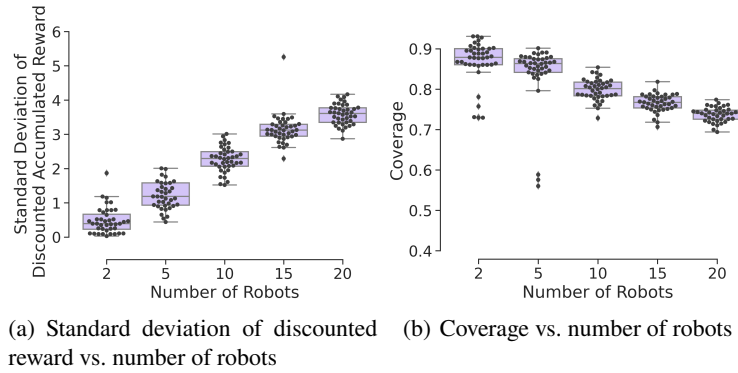 6
5
4
3
2
1
0
Standard Deviation of
Discounted Accumulated Reward
2 5 10 15 20
Number of Robots
0.9
0.8
0.7
0.6
0.5
0.4
Coverage
2 5 10 15 20
Number of Robots
(a) Standard deviation of discounted
reward vs. number of robots
(b) Coverage vs. number of robots